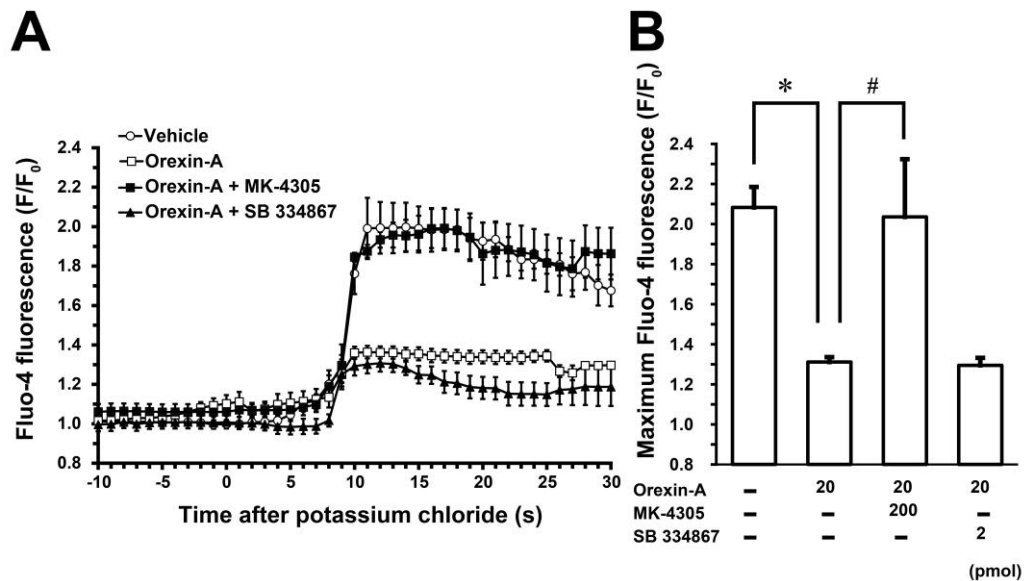 A
Vehicle
Orexin-A
Orexin-A + MK-4305
Orexin-A + SB 334867
Fluo-4 fluorescence (F/F0)
2.4
2.2
2.0
1.8
1.6
1.4
1.2
1.0
0.8
-10 -5 0 5 10 15 20 25 30
Time after potassium chloride (s)
B
* #
Maximum Fluo-4 fluorescence (F/F0)
2.4
2.2
2.0
1.8
1.6
1.4
1.2
1.0
0.8
Orexin-A – 20 20 20
MK-4305 – – 200 –
SB 334867 – – – 2
(pmol)